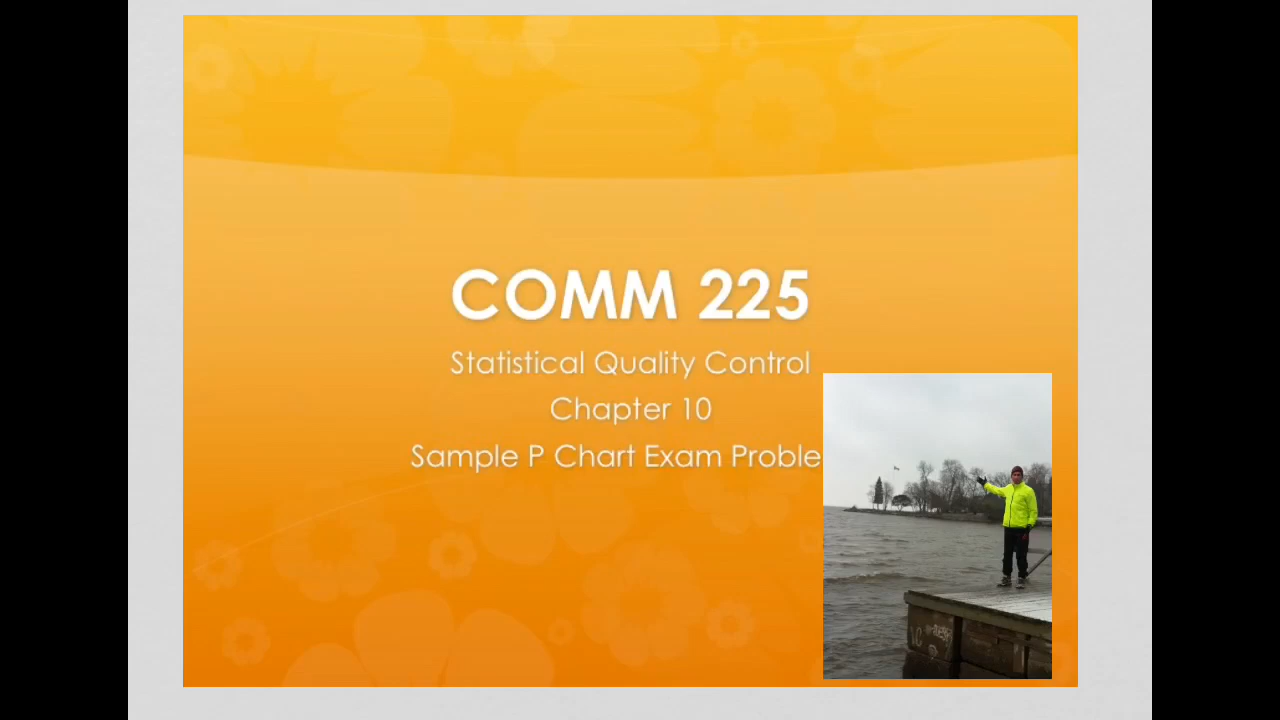 COMM 225
Statistical Quality Control
Chapter 10
Sample P Chart Exam Proble